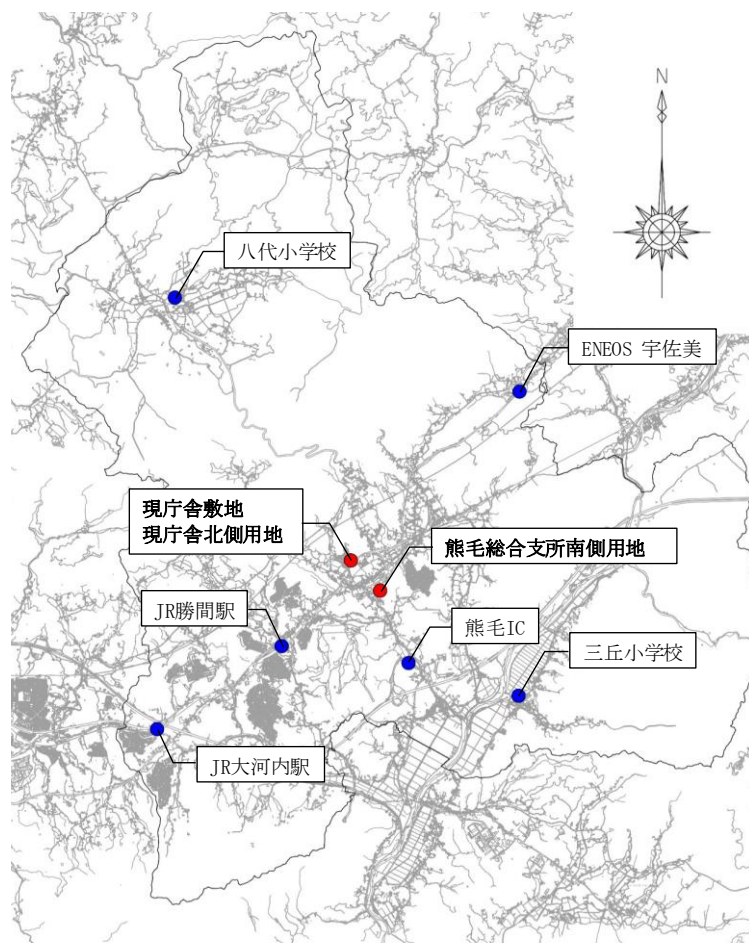 N
八代小学校
ENEOS 宇佐美
現庁舎敷地
現庁舎北側用地
熊毛総合支所南側用地
JR勝間駅
熊毛IC
三丘小学校
JR大河内駅